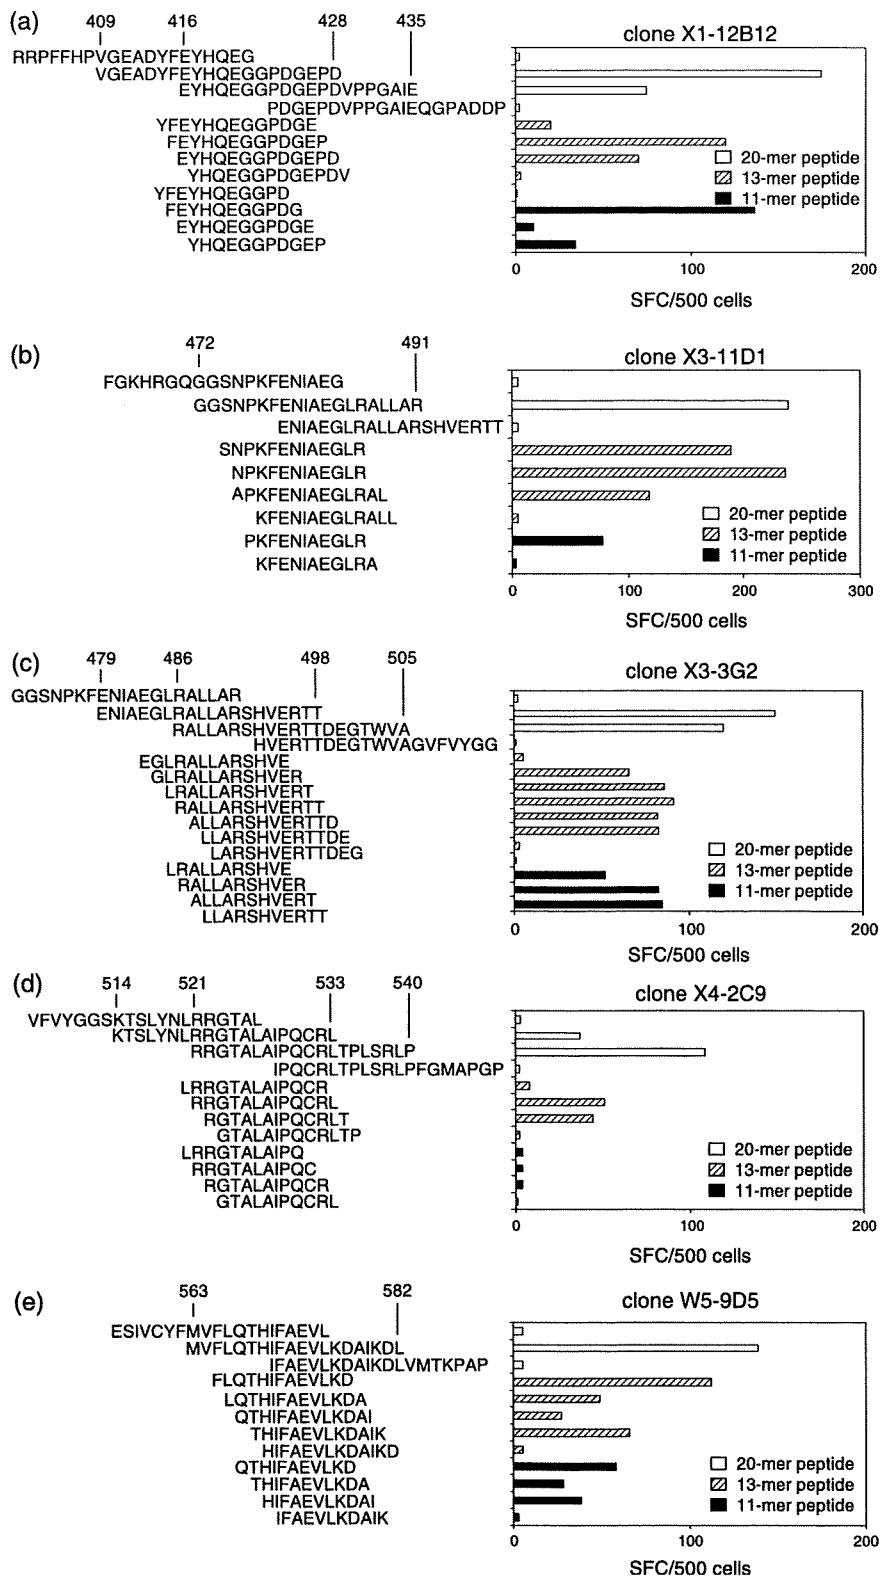 (a)
409 416 428 435
clone X1-12B12
RRPFFHPVGEADYFEYHQEG
VGEADYFEYHQEGGPDGEPD
EYHQEGGPDGEPDVPPGAIE
PDGEPDVPPGAIEQGPADDP
YFEYHQEGGPDGE
FEYHQEGGPDGEP
EYHQEGGPDGEPD
YHQEGGPDGEPDV
YFEYHQEGGPD
FEYHQEGGPDG
EYHQEGGPDGE
YHQEGGPDGEP
20-mer peptide
13-mer peptide
11-mer peptide
0 100 200
SFC/500 cells
(b)
472 491
clone X3-11D1
FGKHRGQGGSNPKFENIAEG
GGSNPKFENIAEGLRALLAR
ENIAEGLRALLARSHVERTT
SNPKFENIAEGLR
NPKFENIAEGLR
APKFENIAEGLRAL
KFENIAEGLRALL
PKFENIAEGLR
KFENIAEGLRA
20-mer peptide
13-mer peptide
11-mer peptide
0 100 200 300
SFC/500 cells
(c)
479 486 498 505
clone X3-3G2
GGSNPKFENIAEGLRALLAR
ENIAEGLRALLARSHVERTT
RALLARSHVERTTDEGTWVA
HVERTTDEGTWVAGVFVYGG
EGLRALLARSHVE
GLRALLARSHVER
LRALLARSHVERT
RALLARSHVERTT
ALLARSHVERTTD
LLARSHVERTTDE
LARSHVERTTDEG
LRALLARSHVE
RALLARSHVER
ALLARSHVERT
LLARSHVERTT
20-mer peptide
13-mer peptide
11-mer peptide
0 100 200
SFC/500 cells
(d)
514 521 533 540
clone X4-2C9
VFVYGGSKTSLYNLRRGTAL
KTSLYNLRRGTALAIPQCRL
RRGTALAIPQCRLTPLSRLP
IPQCRLTPLSRLPFGMAPGP
LRRGTALAIPQCR
RRGTALAIPQCRL
RGTALAIPQCRLT
GTALAIPQCRLTP
LRRGTALAIPQ
RRGTALAIPQC
RGTALAIPQCR
GTALAIPQCRL
20-mer peptide
13-mer peptide
11-mer peptide
0 100 200
SFC/500 cells
(e)
563 582
clone W5-9D5
ESIVCYFMVFLQTHIFAEVL
MVFLQTHIFAEVLKDAIKDL
IFAEVLKDAIKDLVMTKPAP
FLQTHIFAEVLKD
LQTHIFAEVLKDA
QTHIFAEVLKDAI
THIFAEVLKDAIK
HIFAEVLKDAIKD
QTHIFAEVLKD
THIFAEVLKDA
HIFAEVLKDAI
IFAEVLKDAIK
20-mer peptide
13-mer peptide
11-mer peptide
0 100 200
SFC/500 cells